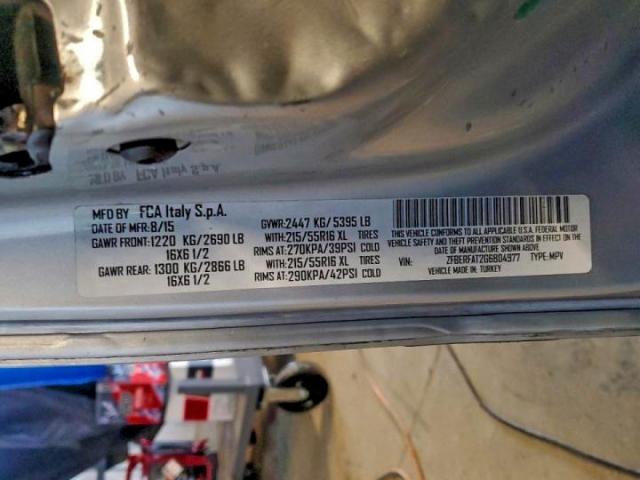 MFD BY FCA Italy S.p.A.
DATE OF MFR: 8/15
GAWR FRONT: 1220 KG/2690 LB
16X6 1/2
GAWR REAR: 1300 KG/2866 LB
16X6 1/2
GVWR: 2447 KG/ 5395 LB
WITH: 215/55R16 XL TIRES
RIMS AT: 270KPA/39PSI COLD
WITH: 215/55R16 XL TIRES
RIMS AT: 290KPA/42PSI COLD
THIS VEHICLE CONFORMS TO ALL APPLICABLE U.S.A. FEDERAL MOTOR
VEHICLE SAFETY, BUMPER, AND THEFT PREVENTION STANDARDS IN EFFECT ON THE
DATE OF MANUFACTURE SHOWN ABOVE
VIN: ZFBERFAT2G6B04977 TYPE: MPV
VEHICLE MADE IN: TURKEY